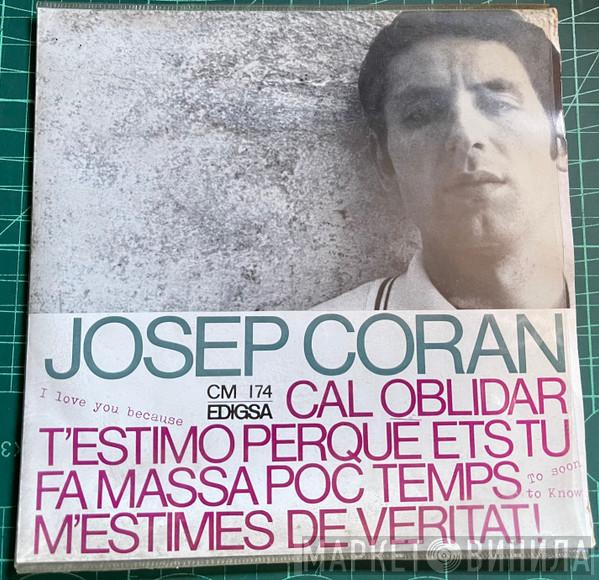 JOSEP CORAN
CM 174
EDIGSA
CAL OBLIDAR
I love you because
T'ESTIMO PERQUE ETS TU
FA MASSA POC TEMPS
To soon
to Know
M'ESTIMES DE VERITAT!
МАРКЕТ ВИНИЛА